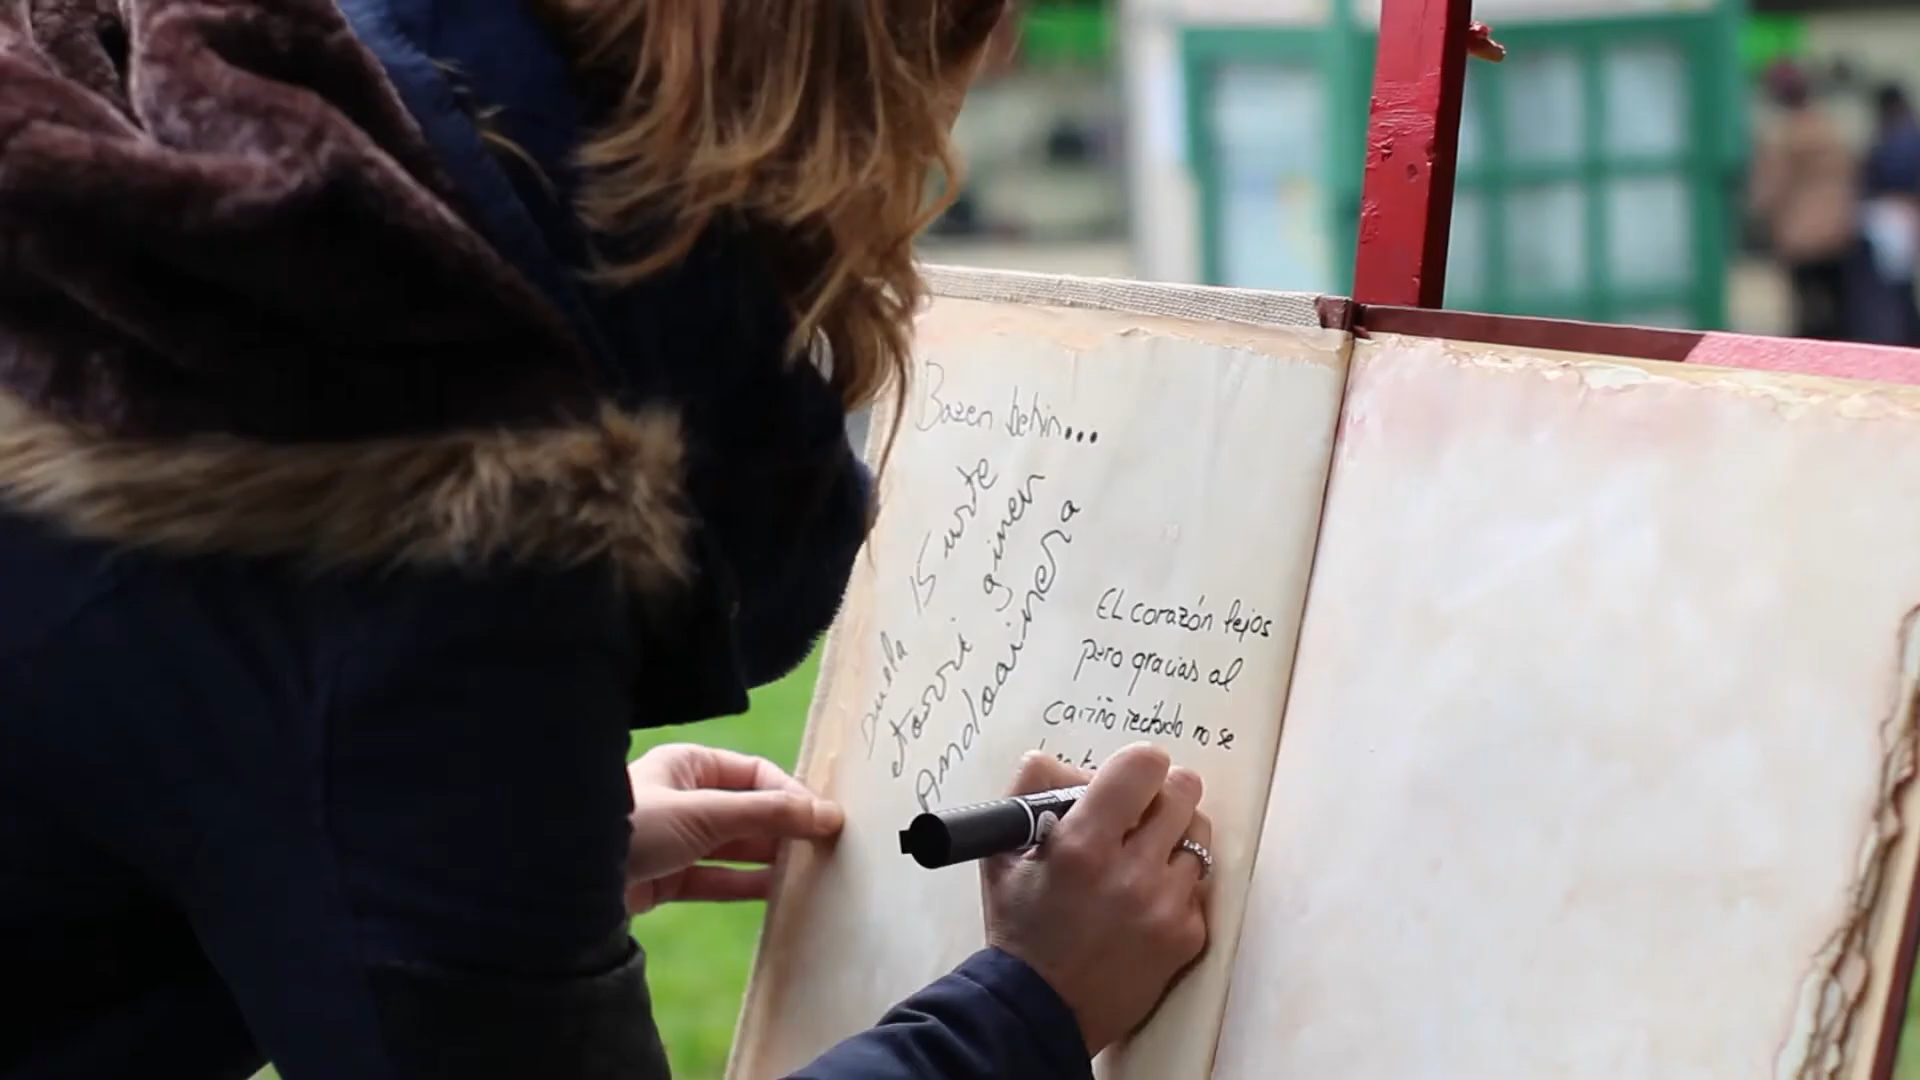 Bazen behin...
Duela 15 urte
etorri ginen
Andoainera
EL corazón lejos
pero gracias al
cariño recibido no se